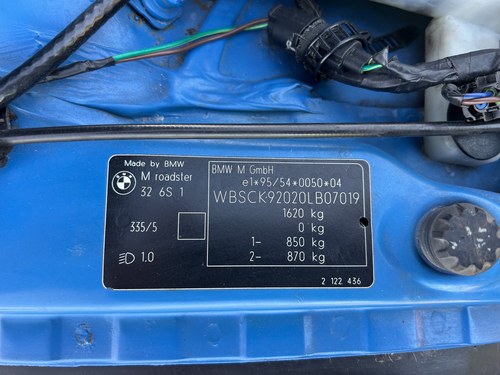 Made by BMW
M roadster
32 6S 1
335/5
1.0
BMW M GmbH
e1*95/54*0050*04
WBSCK92020LB07019
1620 kg
0 kg
1- 850 kg
2- 870 kg
2 122 436